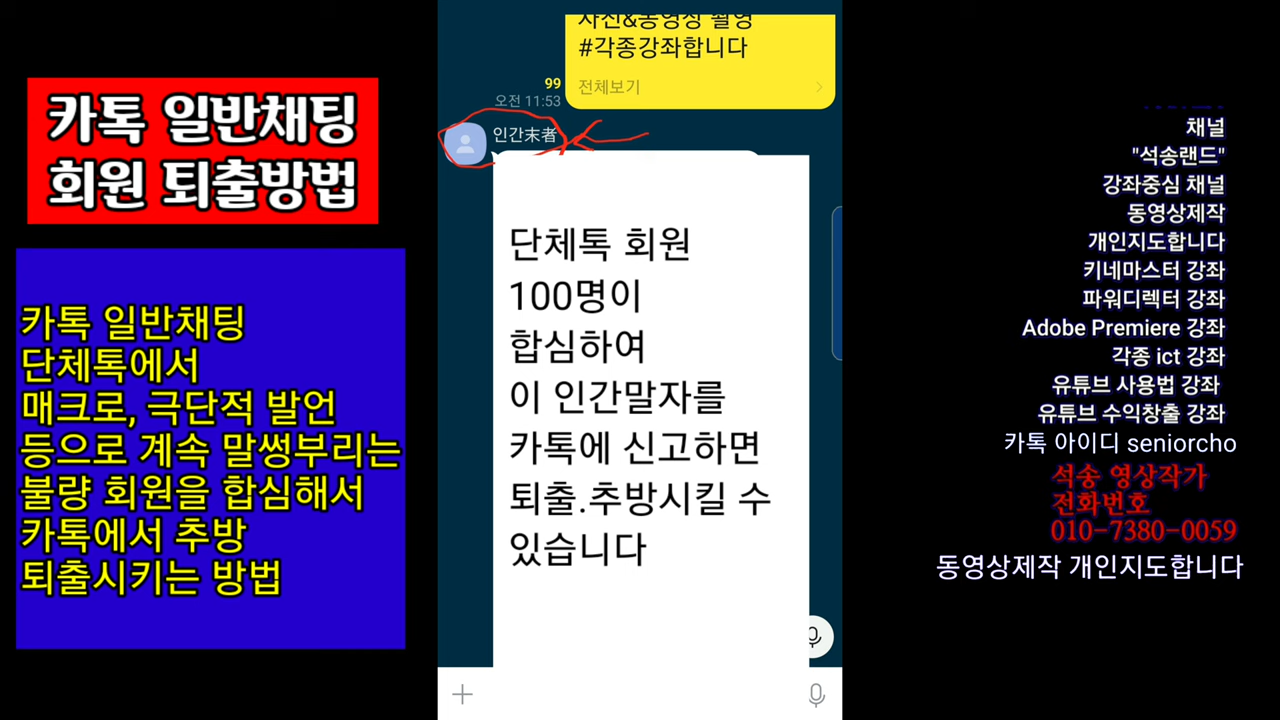 카톡 일반채팅
회원 퇴출방법
카톡 일반채팅
단체톡에서
매크로, 극단적 발언
등으로 계속 말썽부리는
불량 회원을 합심해서
카톡에서 추방
퇴출시키는 방법
사진&동영상 촬영
#각종강좌합니다
전체보기
99
오전 11:53
인간末者
단체톡 회원
100명이
합심하여
이 인간말자를
카톡에 신고하면
퇴출.추방시킬 수
있습니다
채널
"석송랜드"
강좌중심 채널
동영상제작
개인지도합니다
키네마스터 강좌
파워디렉터 강좌
Adobe Premiere 강좌
각종 ict 강좌
유튜브 사용법 강좌
유튜브 수익창출 강좌
카톡 아이디 seniorcho
석송 영상작가
전화번호
010-7380-0059
동영상제작 개인지도합니다